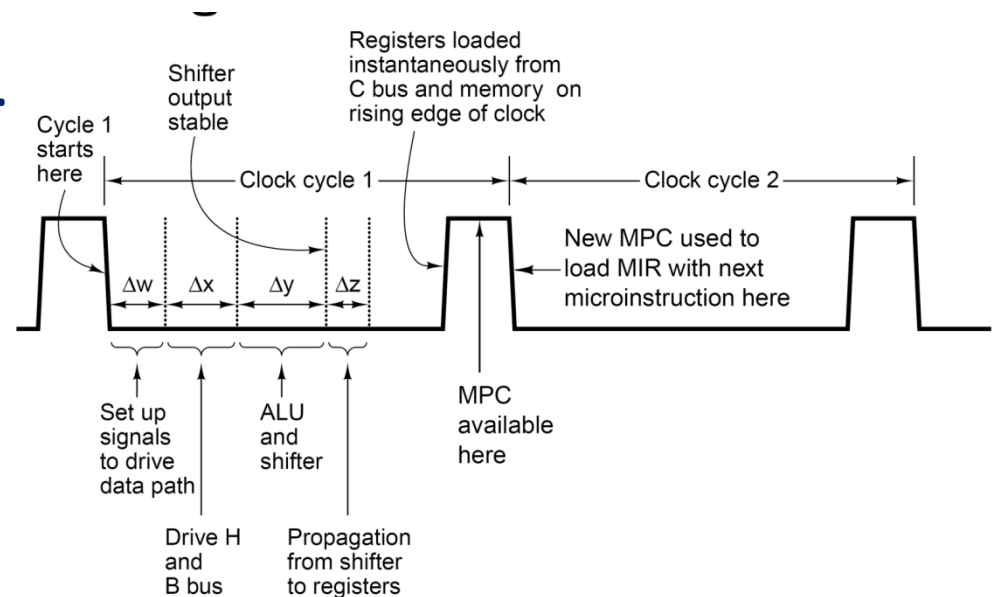 Registers loaded
instantaneously from
C bus and memory on
rising edge of clock
Shifter
output
stable
Cycle 1
starts
here
Clock cycle 1
Clock cycle 2
New MPC used to
load MIR with next
microinstruction here
Δw
Δx
Δy
Δz
MPC
available
here
Set up
signals
to drive
data path
ALU
and
shifter
Drive H
and
B bus
Propagation
from shifter
to registers